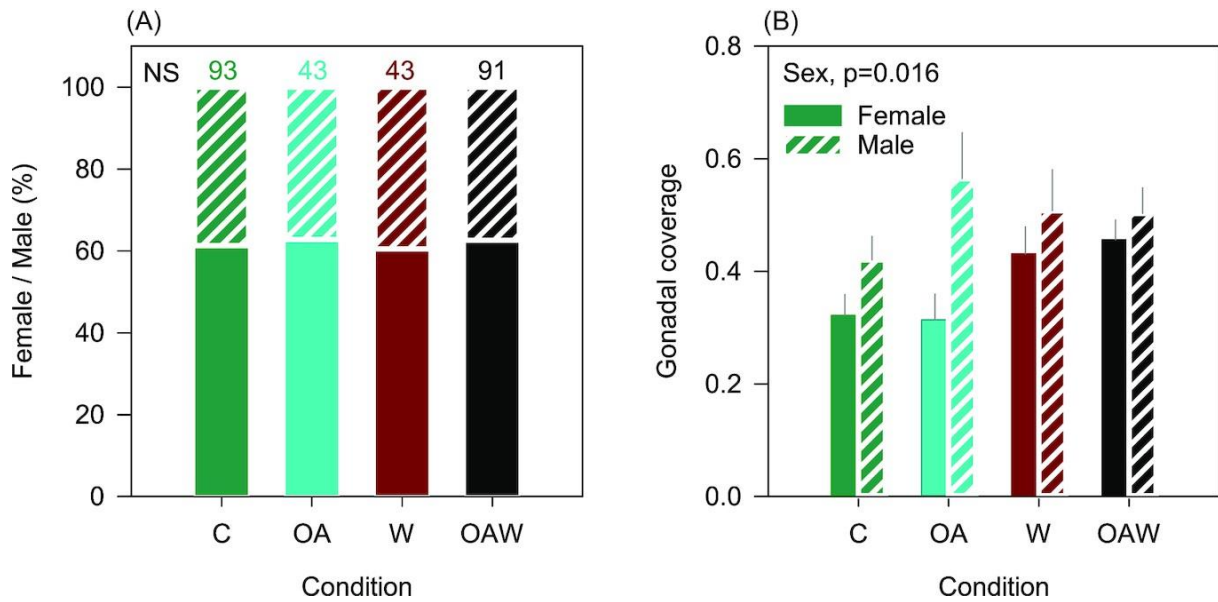 (A)
NS 93 43 43 91
100
80
60
40
20
0
Female / Male (%)
C OA W OAW
Condition
(B)
0.8
0.6
0.4
0.2
0.0
Gonadal coverage
Sex, p=0.016
Female
Male
C OA W OAW
Condition